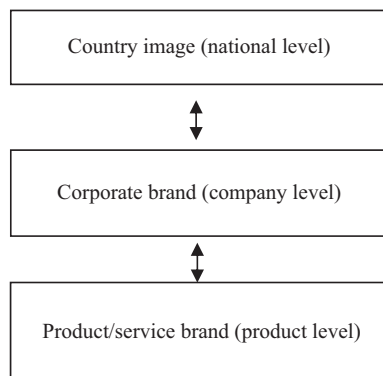 Country image (national level)
Corporate brand (company level)
Product/service brand (product level)